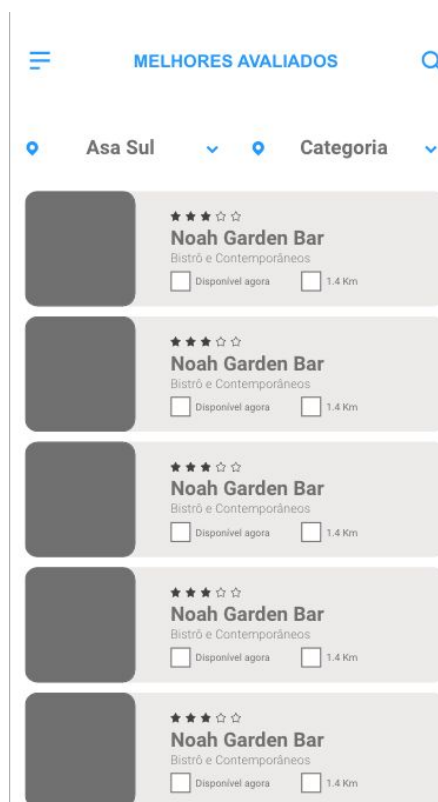 MELHORES AVALIADOS
Asa Sul Categoria
Noah Garden Bar
Bistrô e Contemporâneos
Disponível agora 1.4 Km
Noah Garden Bar
Bistrô e Contemporâneos
Disponível agora 1.4 Km
Noah Garden Bar
Bistrô e Contemporâneos
Disponível agora 1.4 Km
Noah Garden Bar
Bistrô e Contemporâneos
Disponível agora 1.4 Km
Noah Garden Bar
Bistrô e Contemporâneos
Disponível agora 1.4 Km